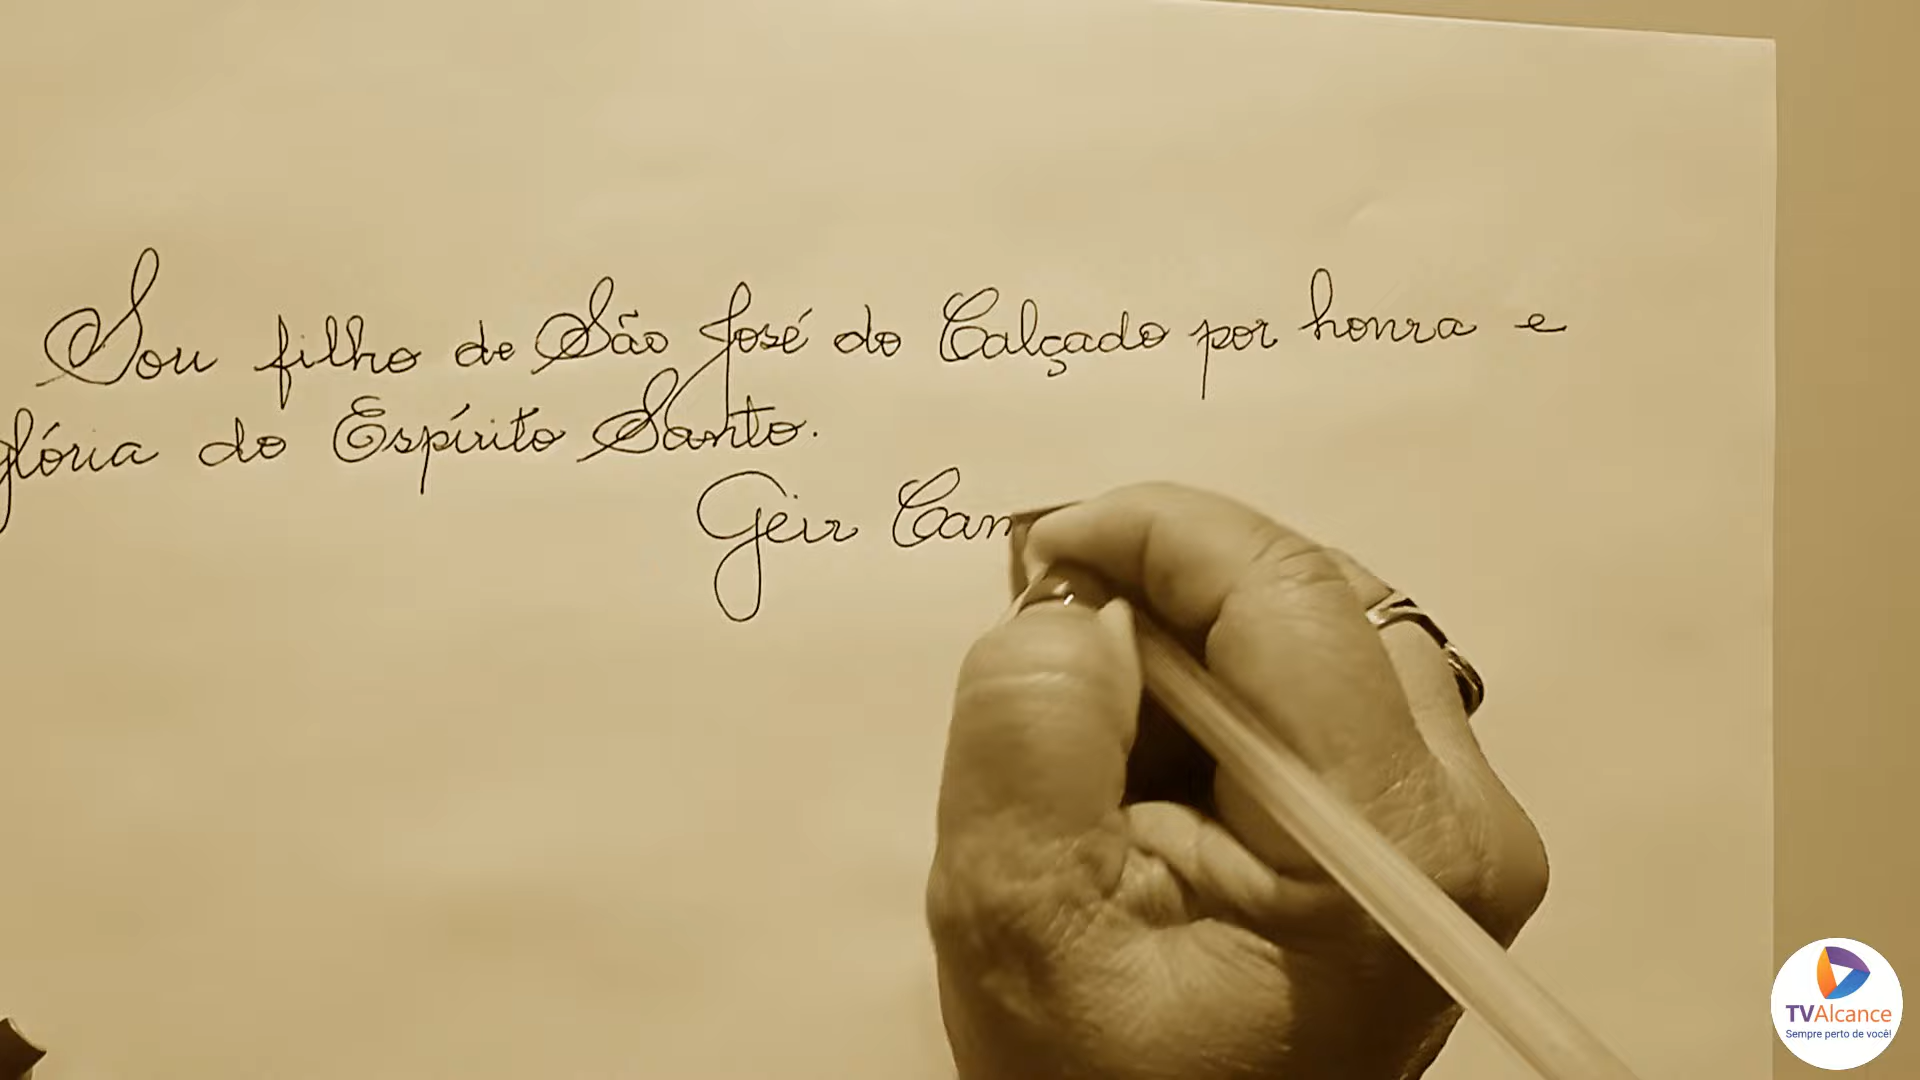 Sou filho de São José do Calçado por honra e
glória do Espírito Santo.
Geir Cam
TVAlcance
Sempre perto de você!